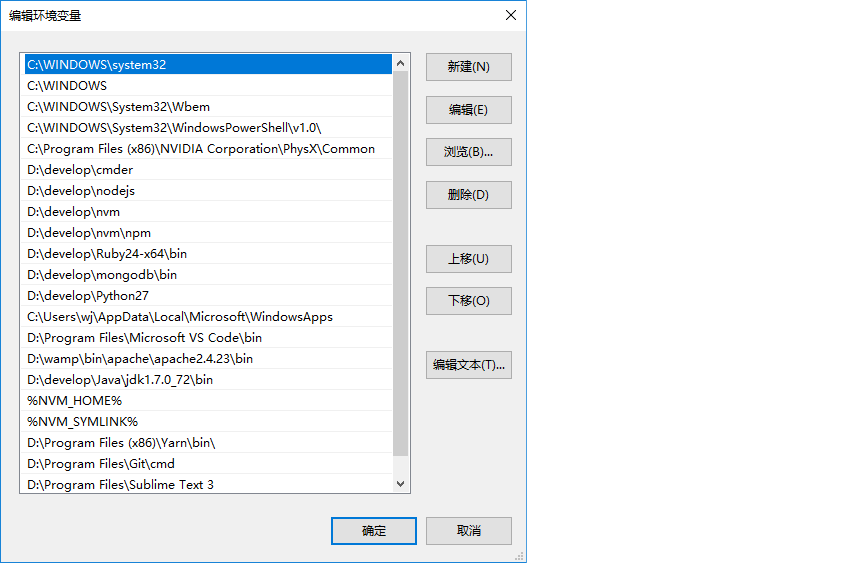 编辑环境变量
C:\WINDOWS\system32
C:\WINDOWS
C:\WINDOWS\System32\Wbem
C:\WINDOWS\System32\WindowsPowerShell\v1.0\
C:\Program Files (x86)\NVIDIA Corporation\PhysX\Common
D:\develop\cmder
D:\develop\nodejs
D:\develop\nvm
D:\develop\nvm\npm
D:\develop\Ruby24-x64\bin
D:\develop\mongodb\bin
D:\develop\Python27
C:\Users\wj\AppData\Local\Microsoft\WindowsApps
D:\Program Files\Microsoft VS Code\bin
D:\wamp\bin\apache\apache2.4.23\bin
D:\develop\Java\jdk1.7.0_72\bin
%NVM_HOME%
%NVM_SYMLINK%
D:\Program Files (x86)\Yarn\bin\
D:\Program Files\Git\cmd
D:\Program Files\Sublime Text 3
新建(N)
编辑(E)
浏览(B)...
删除(D)
上移(U)
下移(O)
编辑文本(T)...
确定
取消